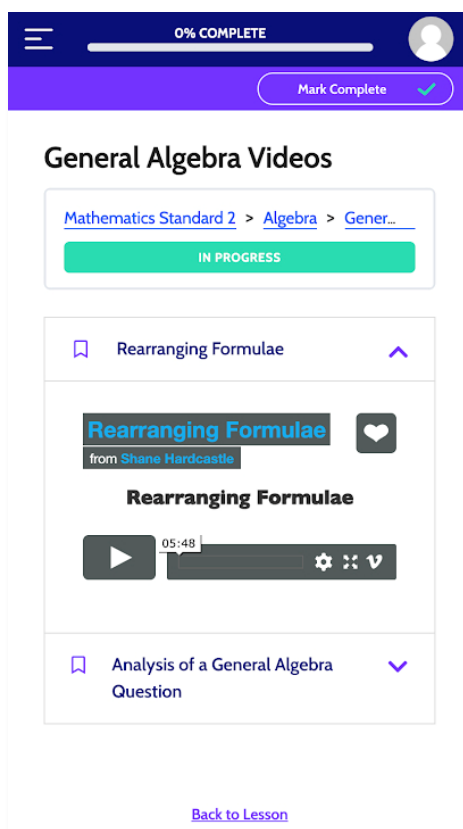 0% COMPLETE
Mark Complete
General Algebra Videos
Mathematics Standard 2 > Algebra > Gener...
IN PROGRESS
Rearranging Formulae
Rearranging Formulae
from Shane Hardcastle
Rearranging Formulae
05:48
Analysis of a General Algebra
Question
Back to Lesson